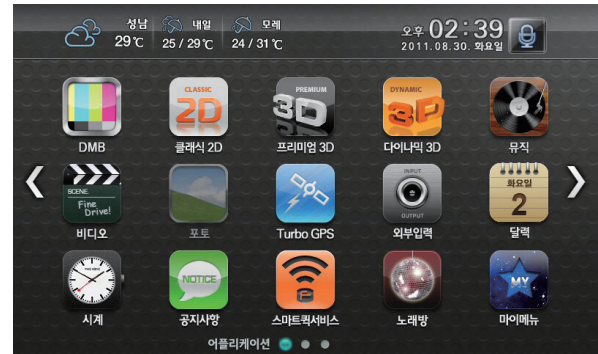 성남 내일 모레
29℃ 25 / 29℃ 24 / 31℃
오후 02:39
2011.08.30. 화요일
CLASSIC
2D
PREMIUM
3D
DYNAMIC
3D
DMB 클래식 2D 프리미엄 3D 다이나믹 3D 뮤직
SCENE.
Fine
Drive!
INPUT
OUTPUT
화요일
2
비디오 포토 Turbo GPS 외부입력 달력
NOTICE
MY
시계 공지사항 스마트퀵서비스 노래방 마이메뉴
어플리케이션